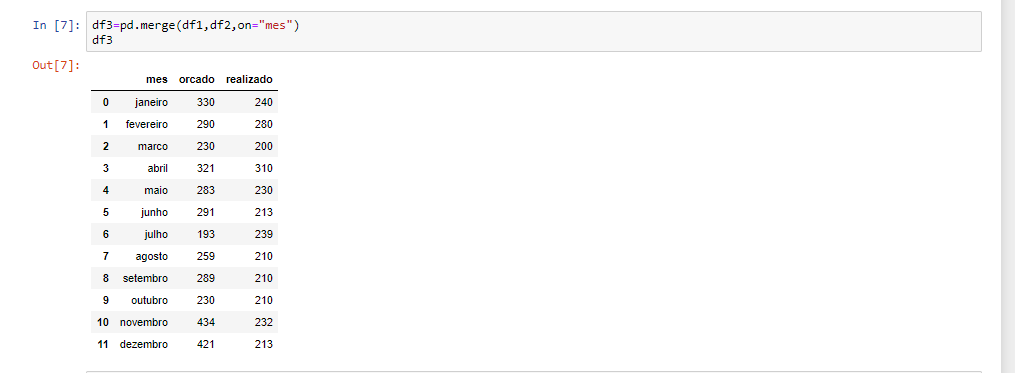 In [7]: df3=pd.merge(df1,df2,on="mes")
df3
Out[7]:
mes orcado realizado
0 janeiro 330 240
1 fevereiro 290 280
2 marco 230 200
3 abril 321 310
4 maio 283 230
5 junho 291 213
6 julho 193 239
7 agosto 259 210
8 setembro 289 210
9 outubro 230 210
10 novembro 434 232
11 dezembro 421 213